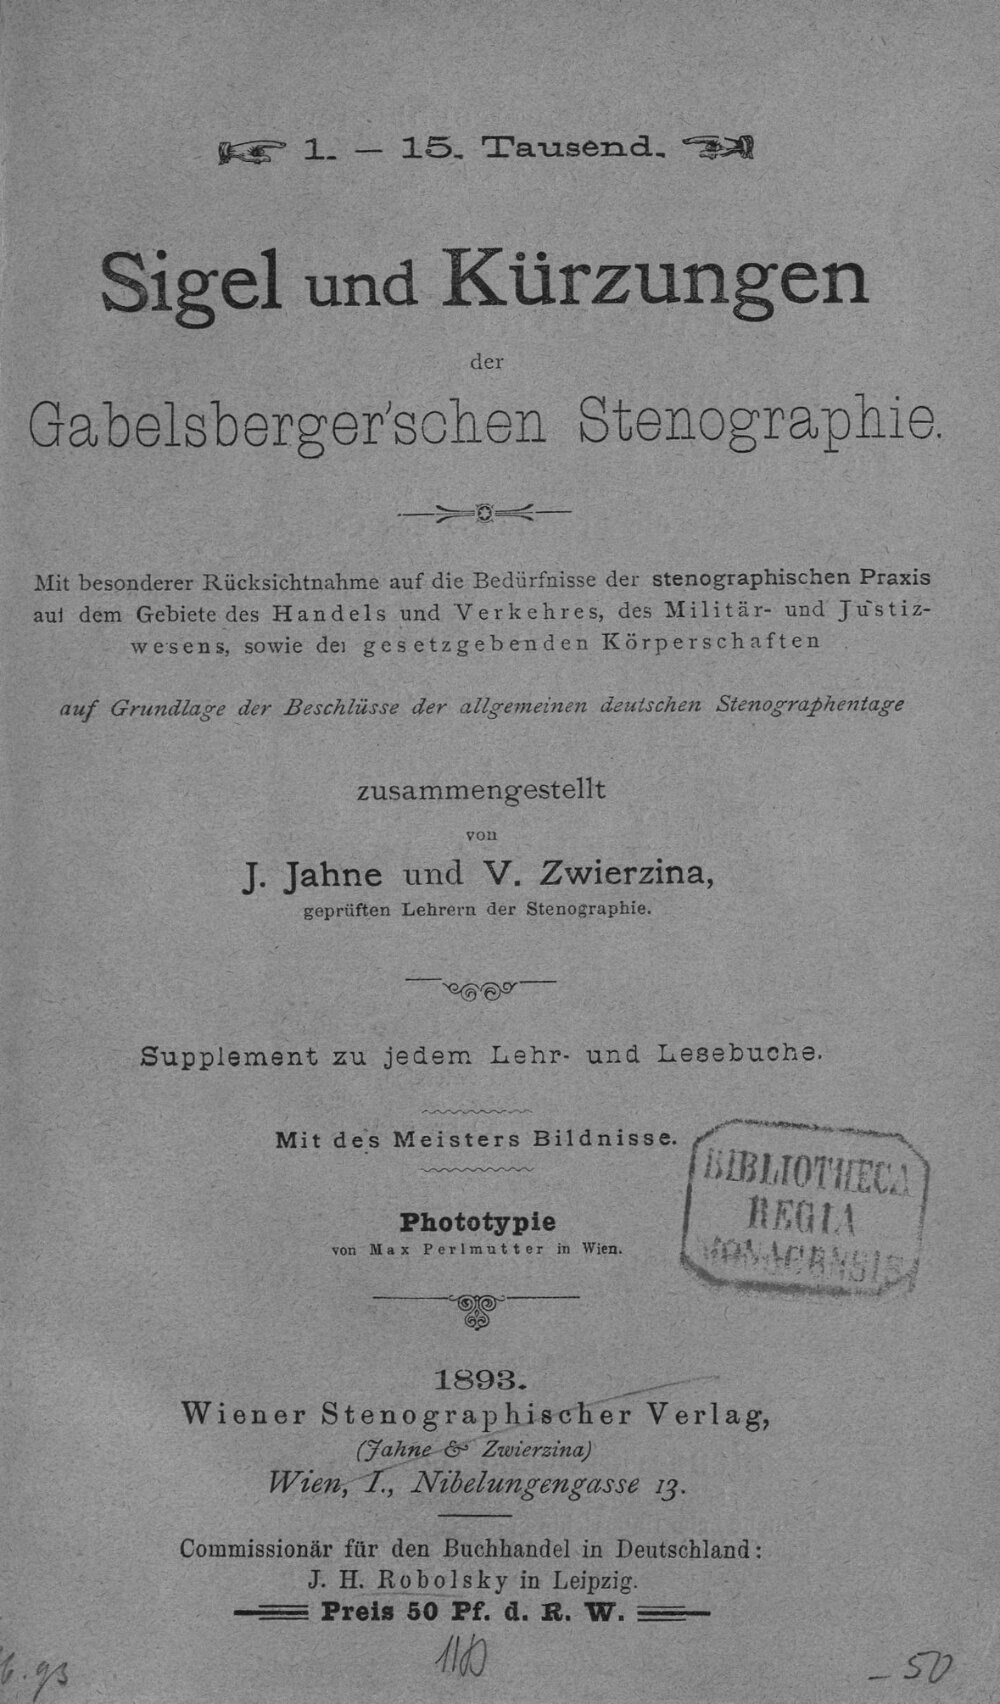 1. — 15. Tausend.
Sigel und Kürzungen
der
Gabelsberger'schen Stenographie.
Mit besonderer Rücksichtnahme auf die Bedürfnisse der stenographischen Praxis
auf dem Gebiete des Handels und Verkehres, des Militär- und Justiz-
wesens, sowie der gesetzgebenden Körperschaften
auf Grundlage der Beschlüsse der allgemeinen deutschen Stenographentage
zusammengestellt
von
J. Jahne und V. Zwierzina,
geprüften Lehrern der Stenographie.
Supplement zu jedem Lehr- und Lesebuche.
Mit des Meisters Bildnisse.
BIBLIOTHECA
REGIA
MONACENSIS
Phototypie
von Max Perlmutter in Wien.
1893.
Wiener Stenographischer Verlag,
(Jahne & Zwierzina)
Wien, I., Nibelungengasse 13.
Commissionär für den Buchhandel in Deutschland:
J. H. Robolsky in Leipzig.
Preis 50 Pf. d. R. W.
– 50